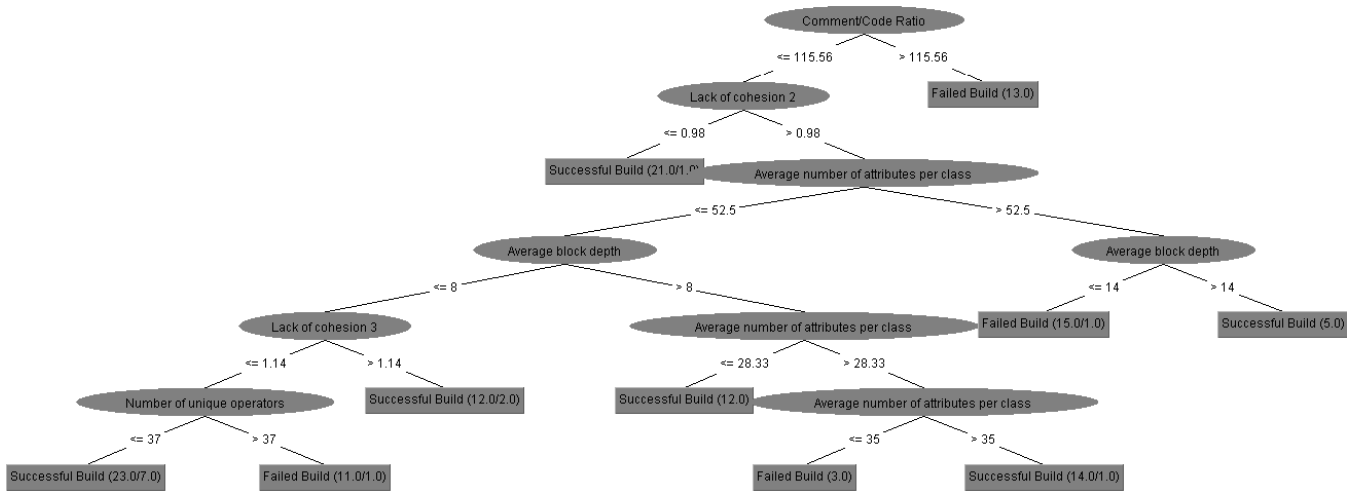 Comment/Code Ratio
<= 115.56
> 115.56
Lack of cohesion 2
Failed Build (13.0)
<= 0.98
> 0.98
Successful Build (21.0/1.0)
Average number of attributes per class
<= 52.5
> 52.5
Average block depth
Average block depth
<= 8
> 8
<= 14
> 14
Lack of cohesion 3
Average number of attributes per class
Failed Build (15.0/1.0)
Successful Build (5.0)
<= 1.14
> 1.14
<= 28.33
> 28.33
Number of unique operators
Successful Build (12.0/2.0)
Successful Build (12.0)
Average number of attributes per class
<= 37
> 37
<= 35
> 35
Successful Build (23.0/7.0)
Failed Build (11.0/1.0)
Failed Build (3.0)
Successful Build (14.0/1.0)